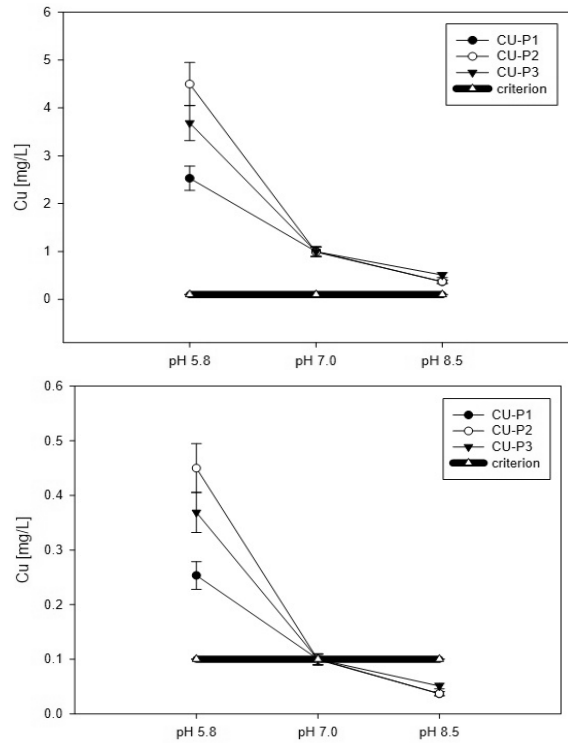 6
5
4
3
2
1
0
Cu [mg/L]
CU-P1
CU-P2
CU-P3
criterion
pH 5.8
pH 7.0
pH 8.5
0.6
0.5
0.4
0.3
0.2
0.1
0.0
Cu [mg/L]
CU-P1
CU-P2
CU-P3
criterion
pH 5.8
pH 7.0
pH 8.5